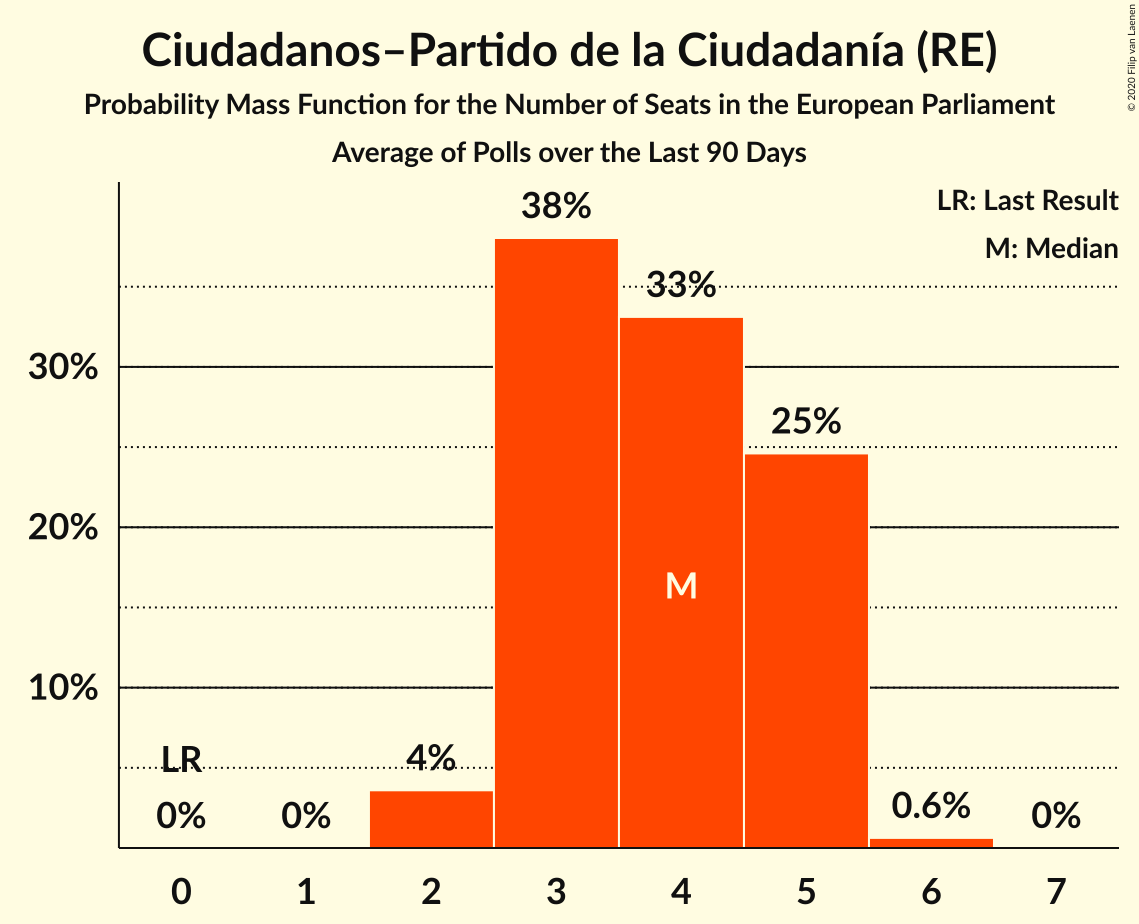 Ciudadanos–Partido de la Ciudadanía (RE)
Probability Mass Function for the Number of Seats in the European Parliament
Average of Polls over the Last 90 Days
© 2020 Filip van Laenen
LR: Last Result
M: Median
38%
33%
30%
25%
20%
M
10%
LR
4%
0%
0%
0.6%
0%
0
1
2
3
4
5
6
7